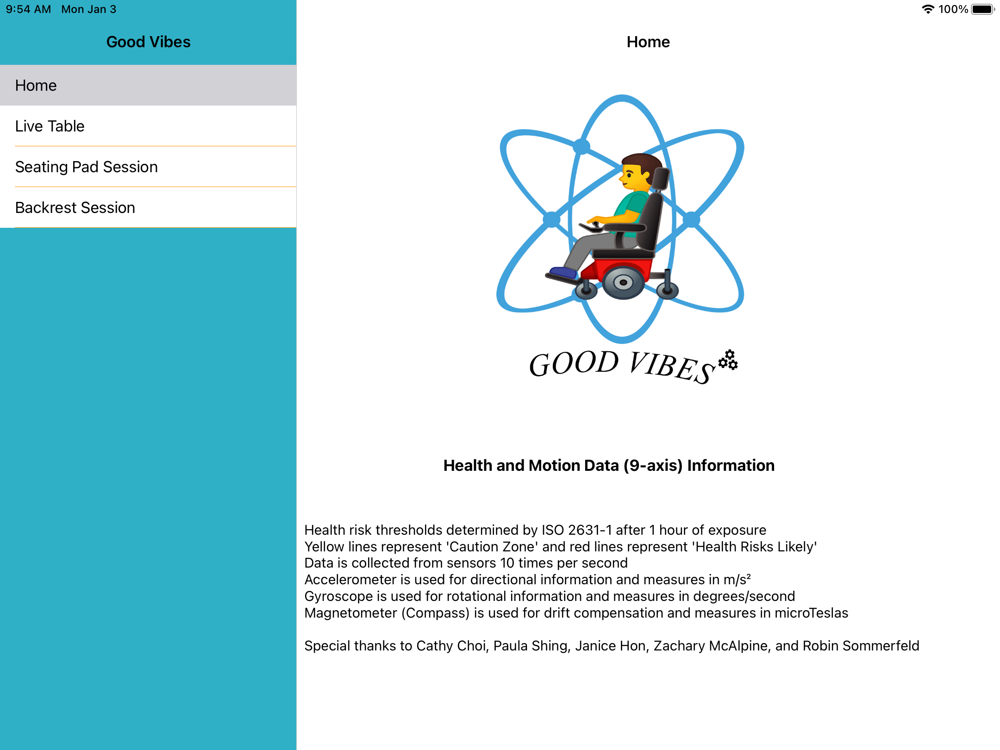 9:54 AM Mon Jan 3
100%
Good Vibes
Home
Live Table
Seating Pad Session
Backrest Session
Home
GOOD VIBES
Health and Motion Data (9-axis) Information
Health risk thresholds determined by ISO 2631-1 after 1 hour of exposure
Yellow lines represent 'Caution Zone' and red lines represent 'Health Risks Likely'
Data is collected from sensors 10 times per second
Accelerometer is used for directional information and measures in m/s²
Gyroscope is used for rotational information and measures in degrees/second
Magnetometer (Compass) is used for drift compensation and measures in microTeslas
Special thanks to Cathy Choi, Paula Shing, Janice Hon, Zachary McAlpine, and Robin Sommerfeld